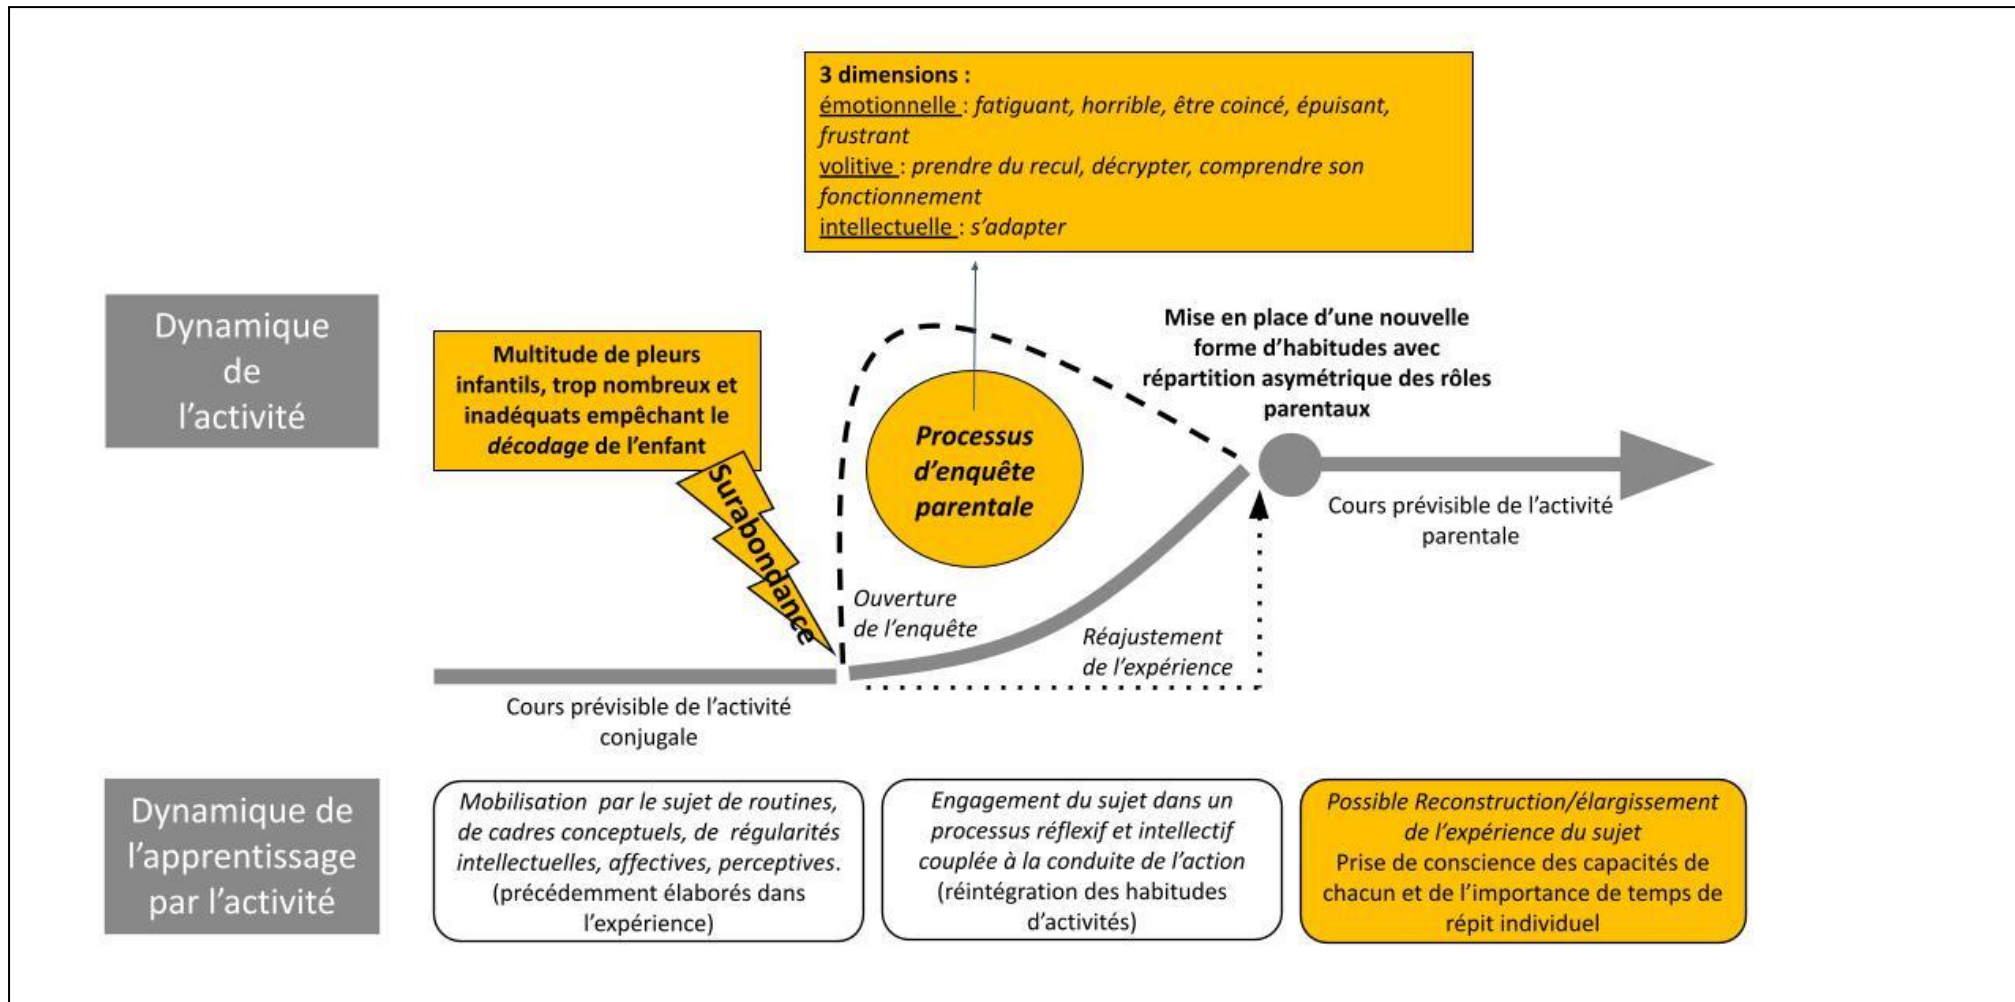 3 dimensions :
émotionnelle : fatiguant, horrible, être coincé, épuisant,
frustrant
volitive : prendre du recul, décrypter, comprendre son
fonctionnement
intellectuelle : s’adapter
Dynamique
de
l’activité
Multitude de pleurs
infantils, trop nombreux et
inadéquats empêchant le
décodage de l’enfant
Surabondance
Processus
d’enquête
parentale
Mise en place d’une nouvelle
forme d’habitudes avec
répartition asymétrique des rôles
parentaux
Cours prévisible de l’activité
parentale
Ouverture
de l’enquête
Réajustement
de l’expérience
Cours prévisible de l’activité
conjugale
Dynamique de
l’apprentissage
par l’activité
Mobilisation par le sujet de routines,
de cadres conceptuels, de régularités
intellectuelles, affectives, perceptives.
(précédemment élaborés dans
l’expérience)
Engagement du sujet dans un
processus réflexif et intellectif
couplée à la conduite de l’action
(réintégration des habitudes
d’activités)
Possible Reconstruction/élargissement
de l’expérience du sujet
Prise de conscience des capacités de
chacun et de l’importance de temps de
répit individuel